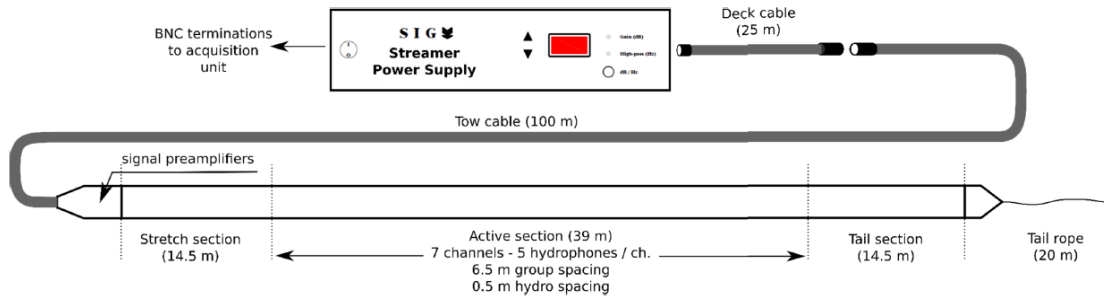 BNC terminations
to acquisition
unit
SIG
Streamer
Power Supply
Gain (dB)
High-pass (Hz)
dB / Hz
Deck cable
(25 m)
Tow cable (100 m)
signal preamplifiers
Stretch section
(14.5 m)
Active section (39 m)
7 channels - 5 hydrophones / ch.
6.5 m group spacing
0.5 m hydro spacing
Tail section
(14.5 m)
Tail rope
(20 m)